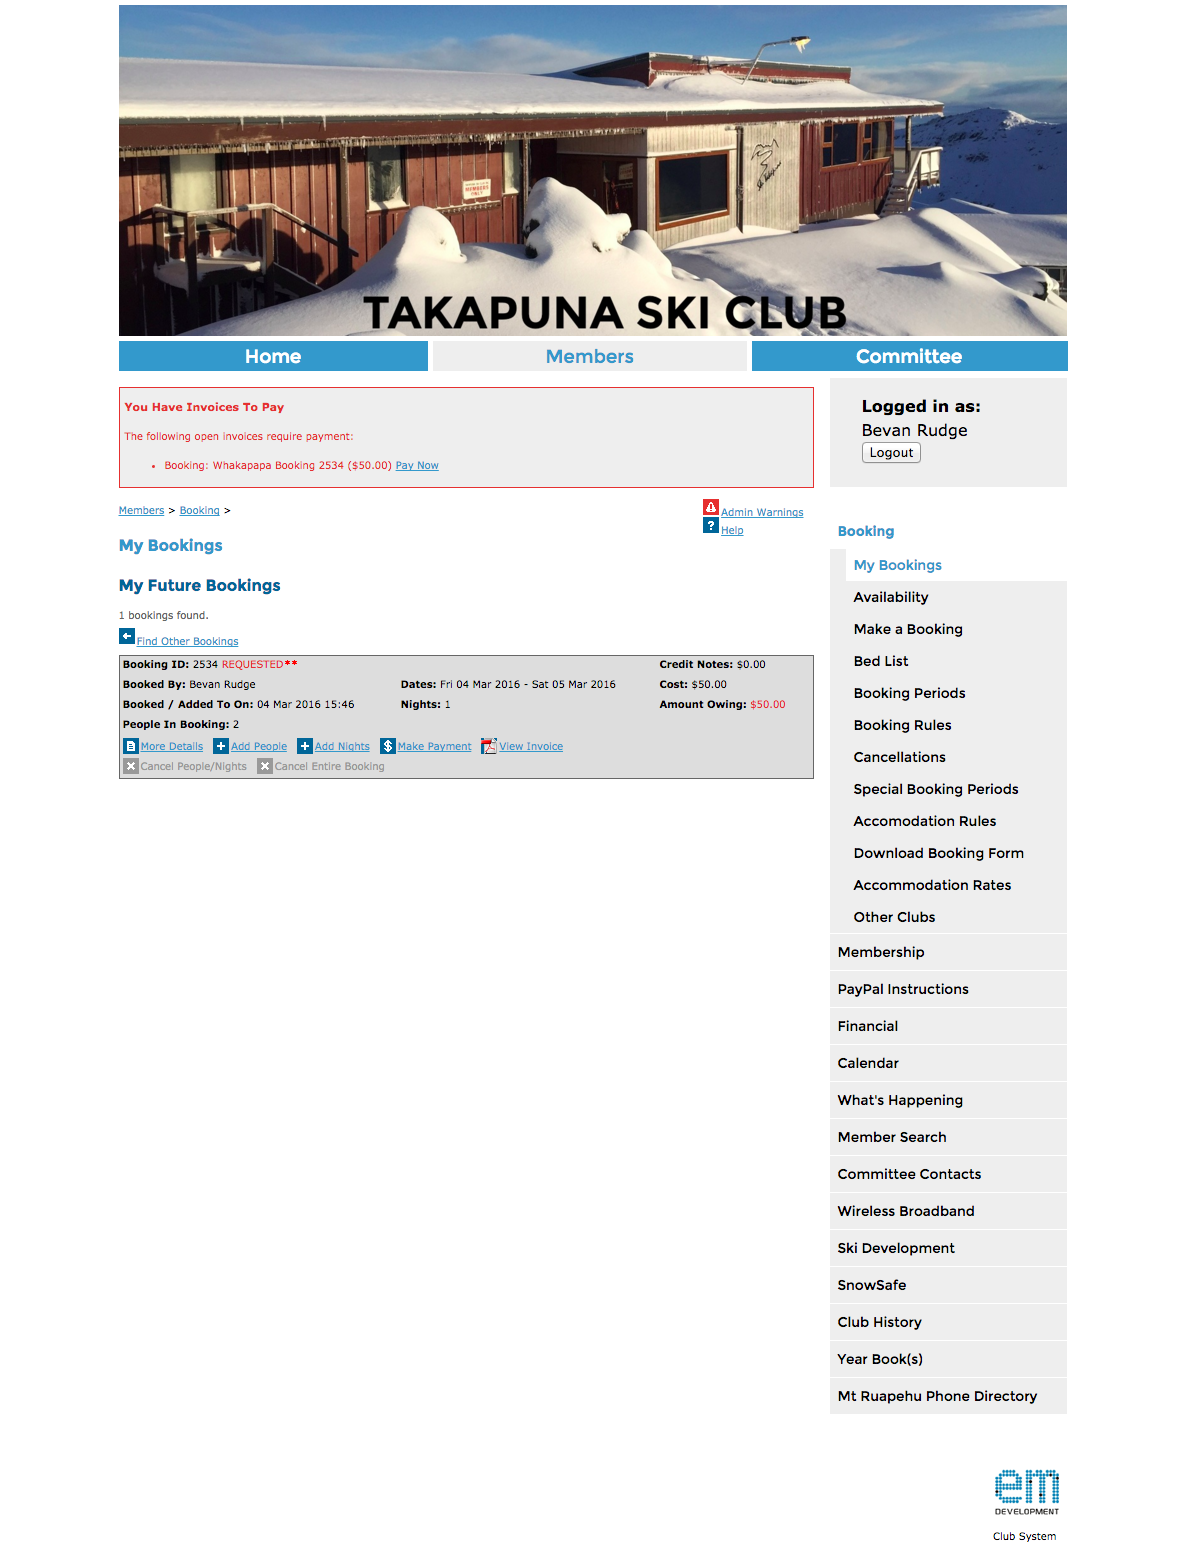 MEMBERS
ONLY
Ski Takapuna
TAKAPUNA SKI CLUB
Home
Members
Committee
You Have Invoices To Pay
The following open invoices require payment:
• Booking: Whakapapa Booking 2534 ($50.00) Pay Now
Logged in as:
Bevan Rudge
Logout
Members > Booking >
Admin Warnings
Help
My Bookings
My Future Bookings
1 bookings found.
Find Other Bookings
Booking ID: 2534 REQUESTED** Credit Notes: $0.00
Booked By: Bevan Rudge Dates: Fri 04 Mar 2016 - Sat 05 Mar 2016 Cost: $50.00
Booked / Added To On: 04 Mar 2016 15:46 Nights: 1 Amount Owing: $50.00
People In Booking: 2
More Details Add People Add Nights Make Payment View Invoice
Cancel People/Nights Cancel Entire Booking
Booking
My Bookings
Availability
Make a Booking
Bed List
Booking Periods
Booking Rules
Cancellations
Special Booking Periods
Accomodation Rules
Download Booking Form
Accommodation Rates
Other Clubs
Membership
PayPal Instructions
Financial
Calendar
What's Happening
Member Search
Committee Contacts
Wireless Broadband
Ski Development
SnowSafe
Club History
Year Book(s)
Mt Ruapehu Phone Directory
em
DEVELOPMENT
Club System